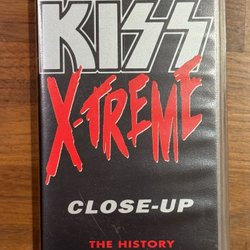 KISS
X-TREME
CLOSE-UP
THE HISTORY